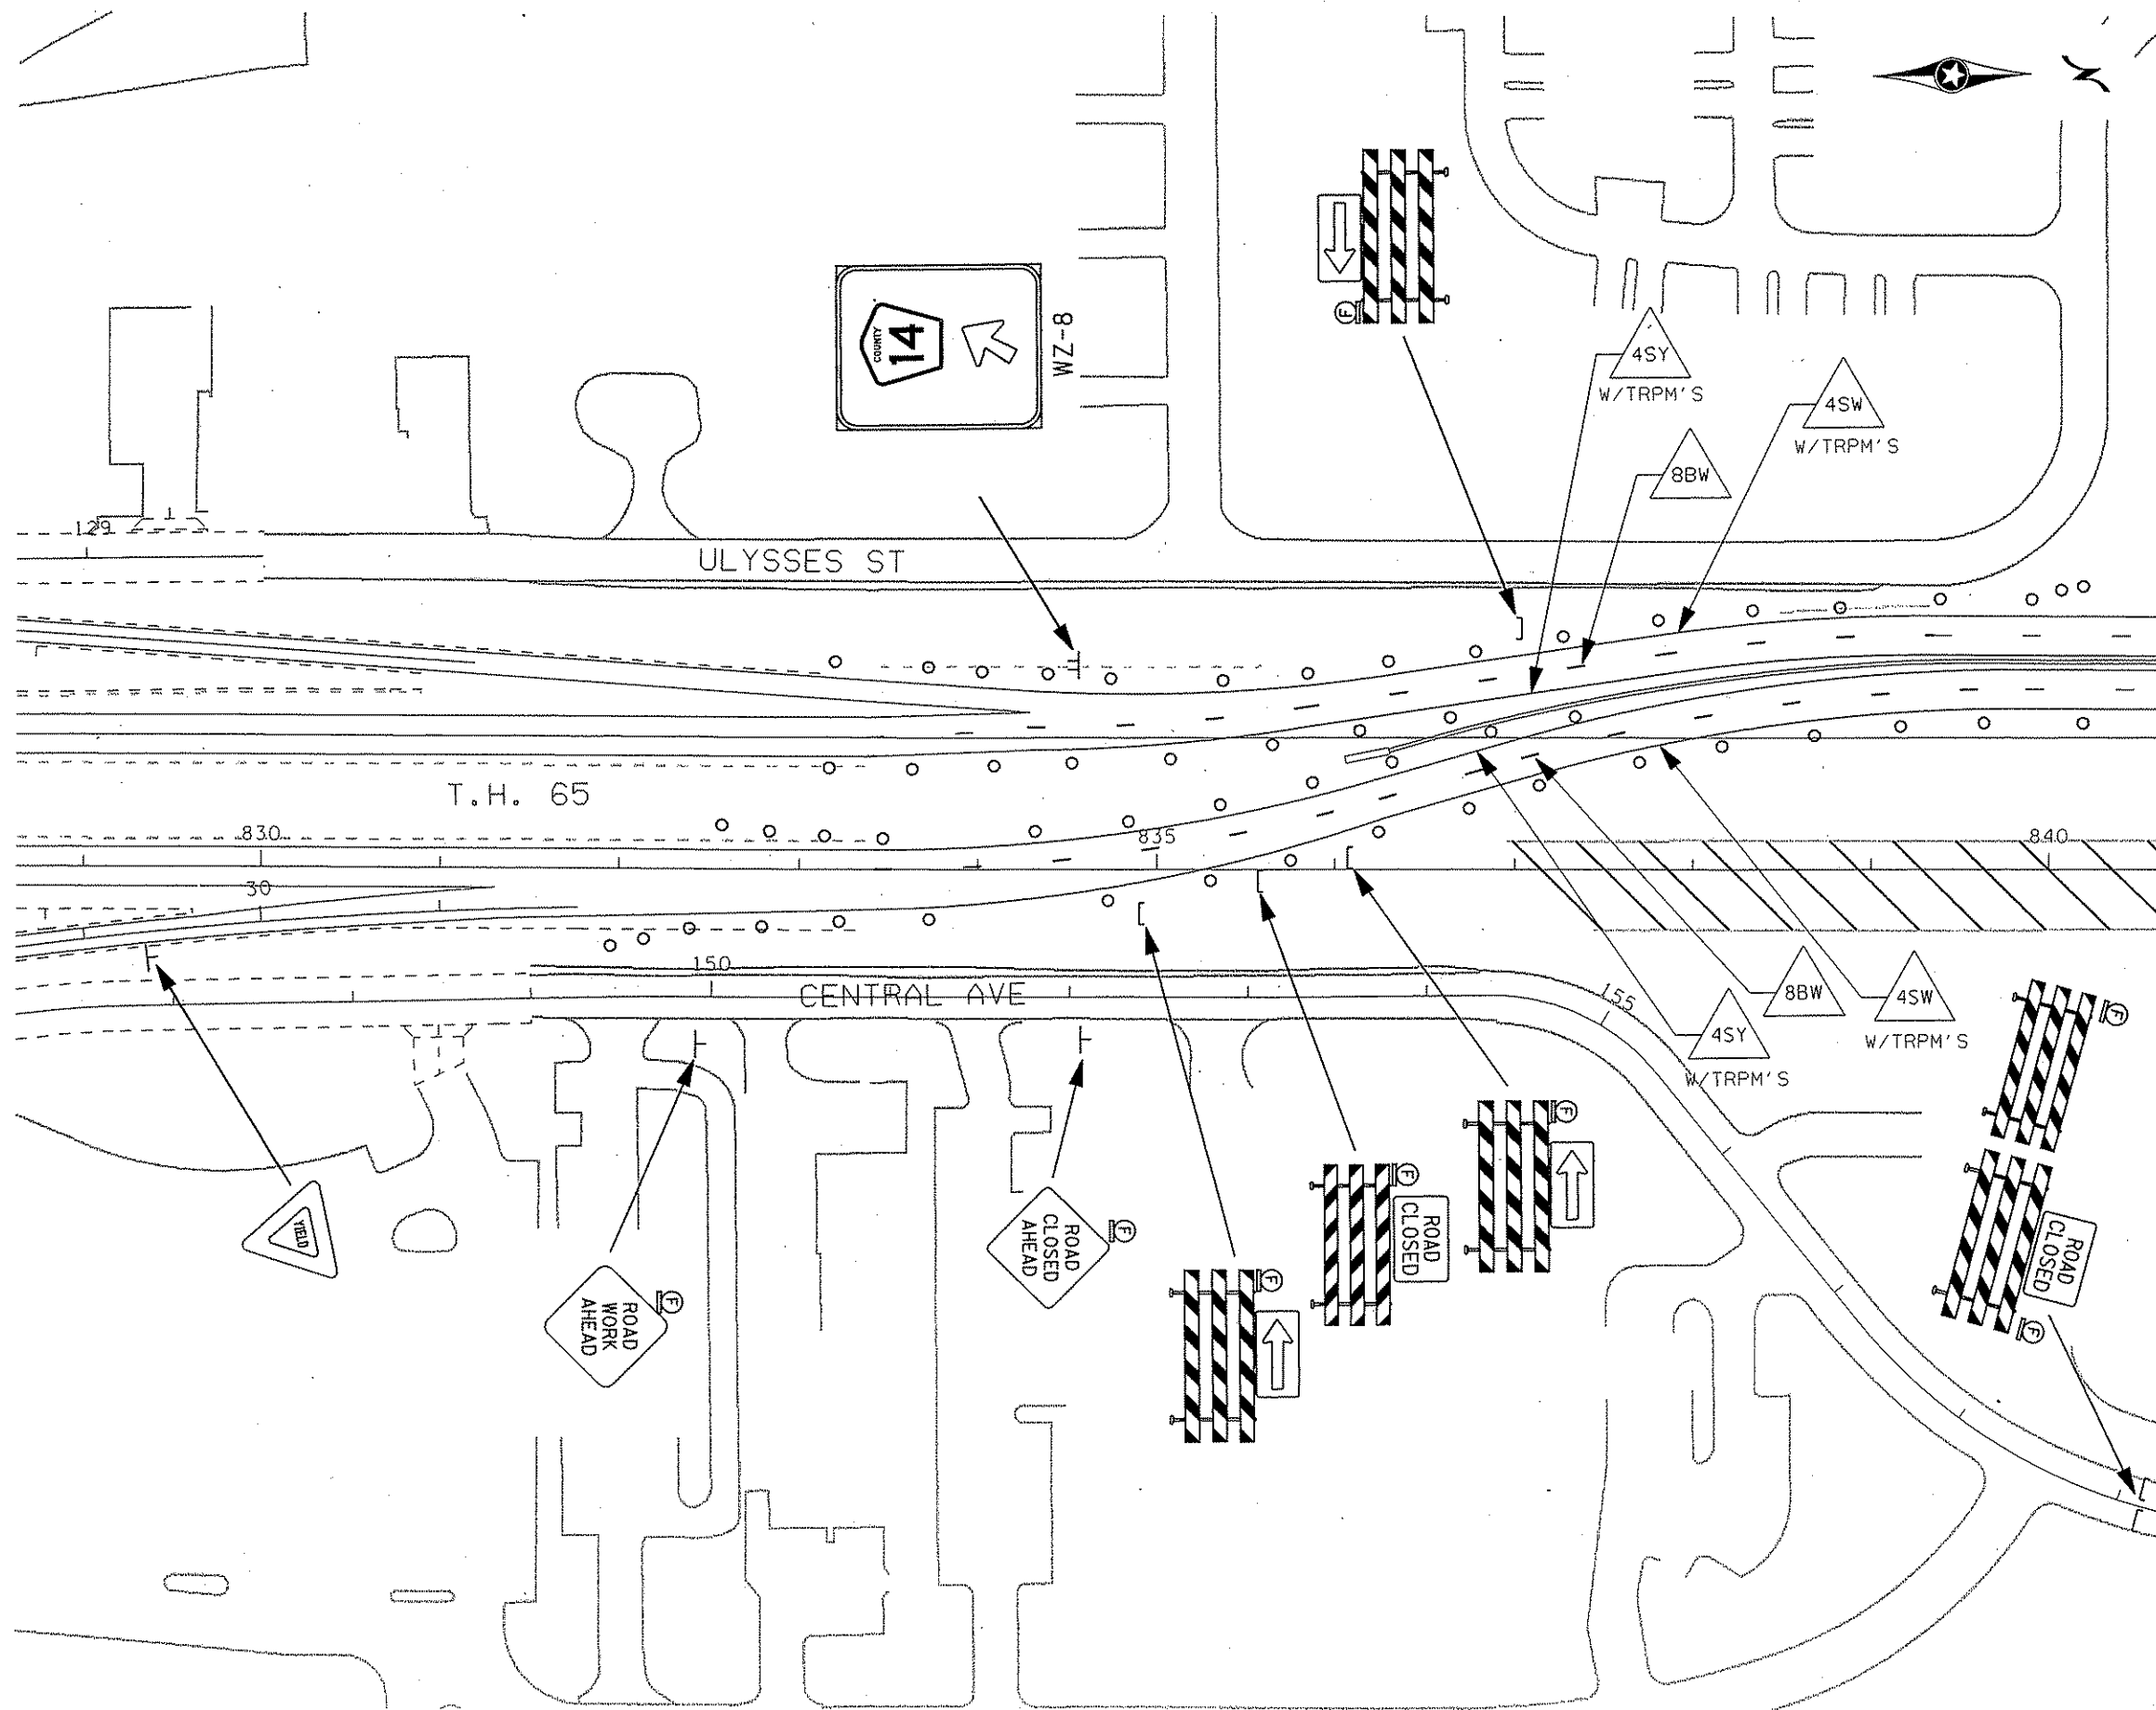 N
COUNTY
14
WZ-8
F
4SY
W/TRPM'S
4SW
W/TRPM'S
8BW
129
ULYSSES ST
T.H. 65
830
835
840
30
150
CENTRAL AVE
155
8BW
4SW
W/TRPM'S
4SY
W/TRPM'S
F
ROAD
CLOSED
F
YIELD
ROAD
WORK
AHEAD
F
ROAD
CLOSED
AHEAD
F
F
ROAD
CLOSED
F
F